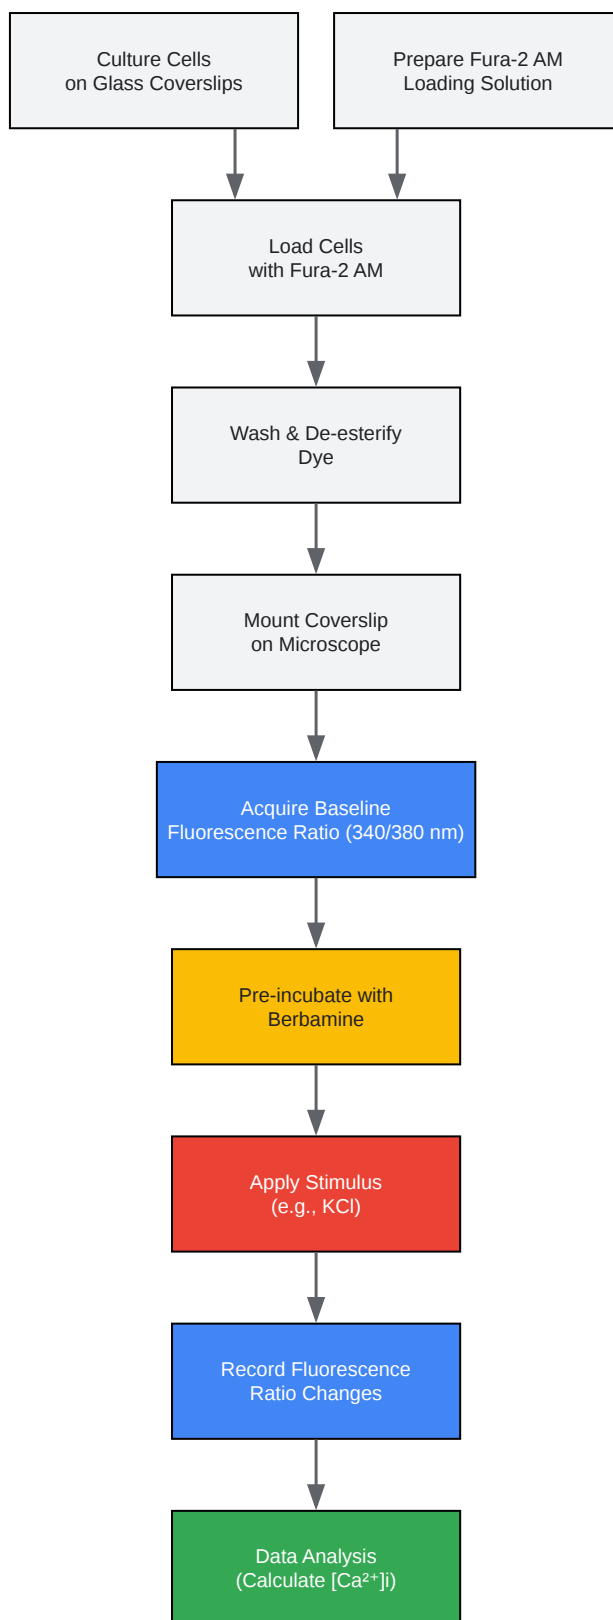 Culture Cells
on Glass Coverslips
Prepare Fura-2 AM
Loading Solution
Load Cells
with Fura-2 AM
Wash & De-esterify
Dye
Mount Coverslip
on Microscope
Acquire Baseline
Fluorescence Ratio (340/380 nm)
Pre-incubate with
Berbamine
Apply Stimulus
(e.g., KCl)
Record Fluorescence
Ratio Changes
Data Analysis
(Calculate [Ca²⁺]i)